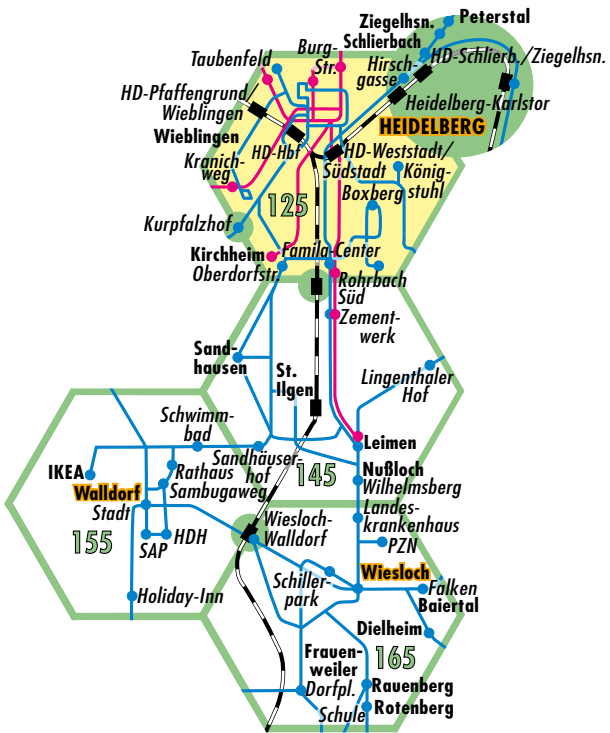 Ziegelhsn.
Peterstal
Schlierbach
Burg-
Str.
Taubenfeld
Hirsch-
gasse
HD-Schlierb./Ziegelhsn.
HD-Pfaffengrund/
Wieblingen
Heidelberg-Karlstor
HEIDELBERG
Wieblingen
HD-Hbf
HD-Weststadt/
Südstadt
Kranich-
weg
König-
stuhl
Boxberg
125
Kurpfalzhof
Kirchheim
Oberdorfstr.
Famila-Center
Rohrbach
Süd
Zement-
werk
Sand-
hausen
St.
Ilgen
Lingenthaler
Hof
Schwimm-
bad
Leimen
Sandhäuser-
hof
145
IKEA
Rathaus
Sambugaweg
Walldorf
Stadt
Nußloch
Wilhelmsberg
Landes-
krankenhaus
155
SAP
HDH
Wiesloch-
Walldorf
PZN
Wiesloch
Schiller-
park
Holiday-Inn
Falken
Baiertal
Dielheim
Frauen-
weiler
Dorfpl.
165
Rauenberg
Schule
Rotenberg